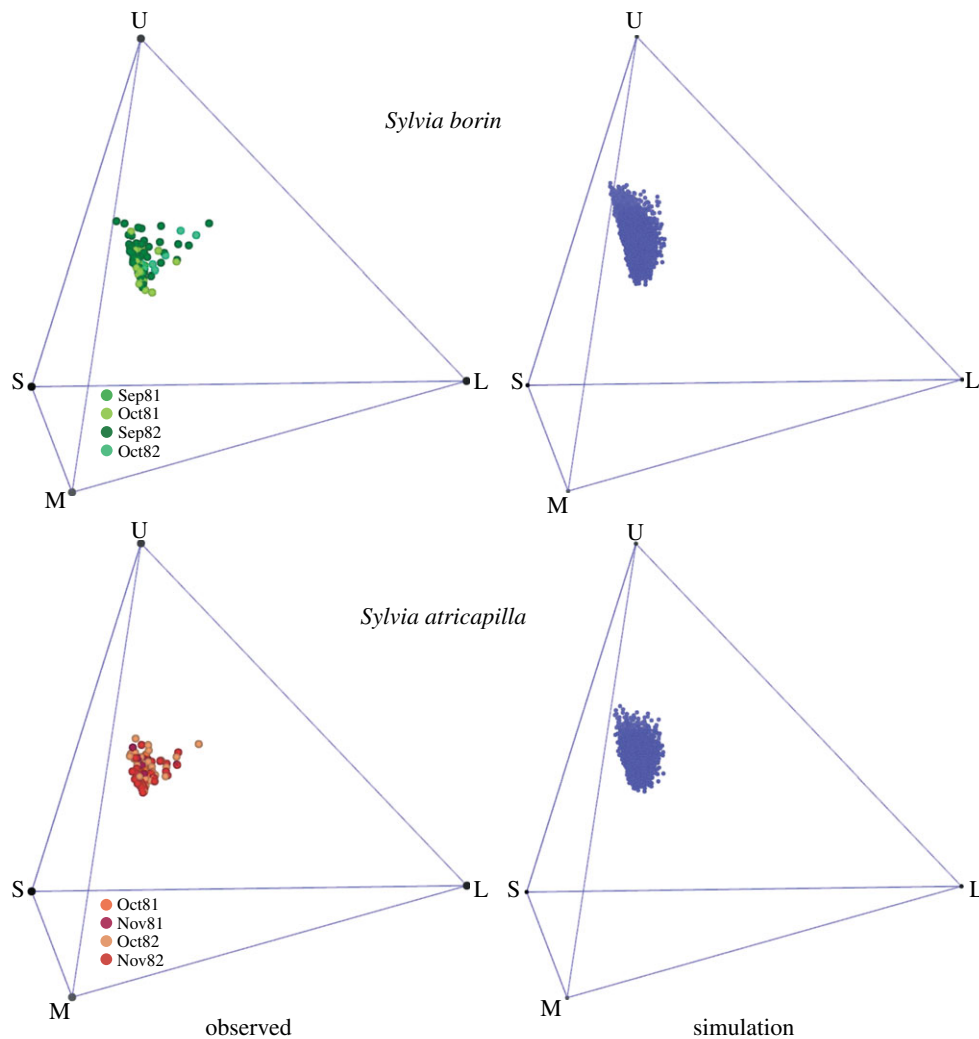 U
U
Sylvia borin
S
L
S
L
Sep81
Oct81
Sep82
Oct82
M
M
U
U
Sylvia atricapilla
S
L
S
L
Oct81
Nov81
Oct82
Nov82
M
M
observed
simulation